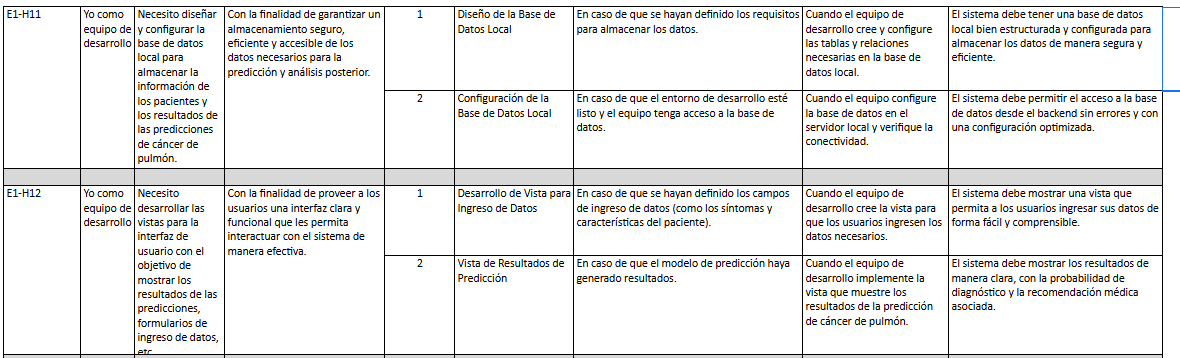 E1-H11
Yo como
equipo de
desarrollo
Necesito diseñar
y configurar la
base de datos
local para
almacenar la
información de
los pacientes y
los resultados de
las predicciones
de cáncer de
pulmón.
Con la finalidad de garantizar un
almacenamiento seguro,
eficiente y accesible de los
datos necesarios para la
predicción y análisis posterior.
1
Diseño de la Base de
Datos Local
En caso de que se hayan definido los requisitos
para almacenar los datos.
Cuando el equipo de
desarrollo cree y configure
las tablas y relaciones
necesarias en la base de
datos local.
El sistema debe tener una base de datos
local bien estructurada y configurada para
almacenar los datos de manera segura y
eficiente.
2
Configuración de la
Base de Datos Local
En caso de que el entorno de desarrollo esté
listo y el equipo tenga acceso a la base de
datos.
Cuando el equipo configure
la base de datos en el
servidor local y verifique la
conectividad.
El sistema debe permitir el acceso a la base
de datos desde el backend sin errores y con
una configuración optimizada.
E1-H12
Yo como
equipo de
desarrollo
Necesito
desarrollar las
vistas para la
interfaz de
usuario con el
objetivo de
mostrar los
resultados de las
predicciones,
formularios de
ingreso de datos,
etc
Con la finalidad de proveer a los
usuarios una interfaz clara y
funcional que les permita
interactuar con el sistema de
manera efectiva.
1
Desarrollo de Vista para
Ingreso de Datos
En caso de que se hayan definido los campos
de ingreso de datos (como los síntomas y
características del paciente).
Cuando el equipo de
desarrollo cree la vista para
que los usuarios ingresen los
datos necesarios.
El sistema debe mostrar una vista que
permita a los usuarios ingresar sus datos de
forma fácil y comprensible.
2
Vista de Resultados de
Predicción
En caso de que el modelo de predicción haya
generado resultados.
Cuando el equipo de
desarrollo implemente la
vista que muestre los
resultados de la predicción
de cáncer de pulmón.
El sistema debe mostrar los resultados de
manera clara, con la probabilidad de
diagnóstico y la recomendación médica
asociada.